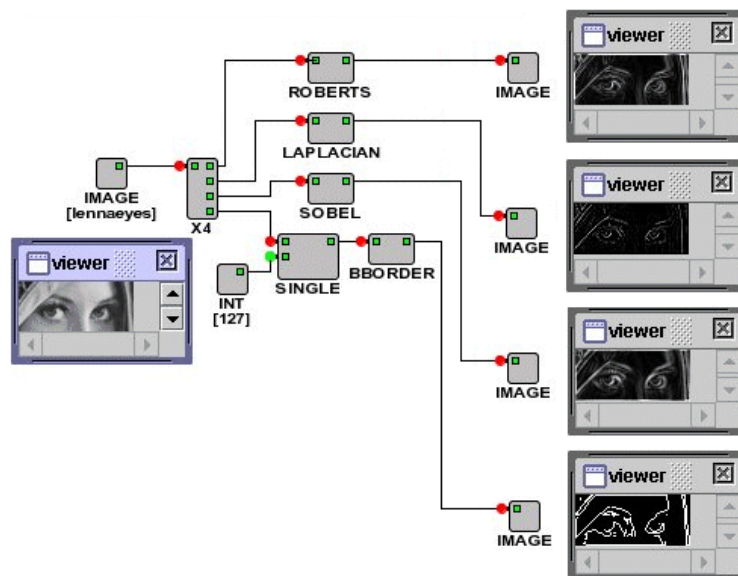 viewer
ROBERTS
IMAGE
LAPLACIAN
IMAGE
[lennaeyes]
X4
viewer
SOBEL
IMAGE
viewer
INT
[127]
SINGLE
BBORDER
viewer
IMAGE
viewer
IMAGE